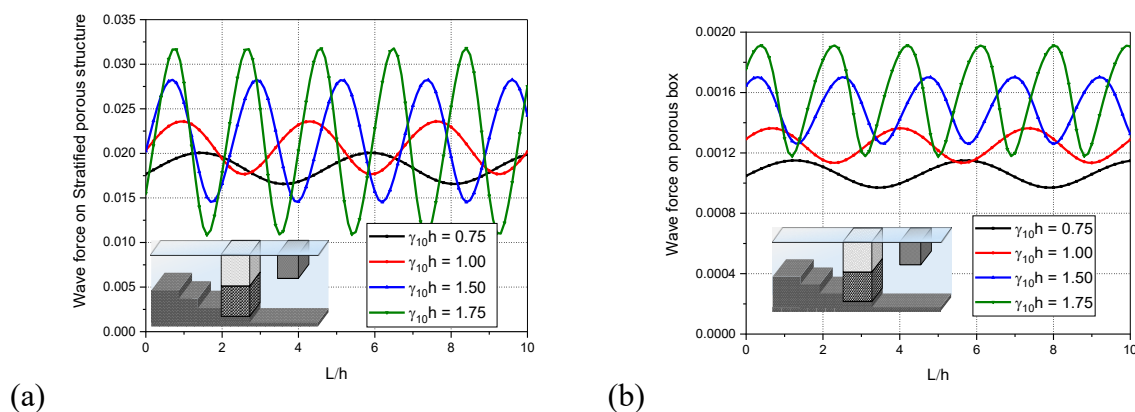 Wave force on Stratified porous structure
0.035
0.030
0.025
0.020
0.015
0.010
0.005
0.000
γ10h = 0.75
γ10h = 1.00
γ10h = 1.50
γ10h = 1.75
0 2 4 6 8 10
L/h
(a)
Wave force on porous box
0.0020
0.0016
0.0012
0.0008
0.0004
0.0000
γ10h = 0.75
γ10h = 1.00
γ10h = 1.50
γ10h = 1.75
0 2 4 6 8 10
L/h
(b)